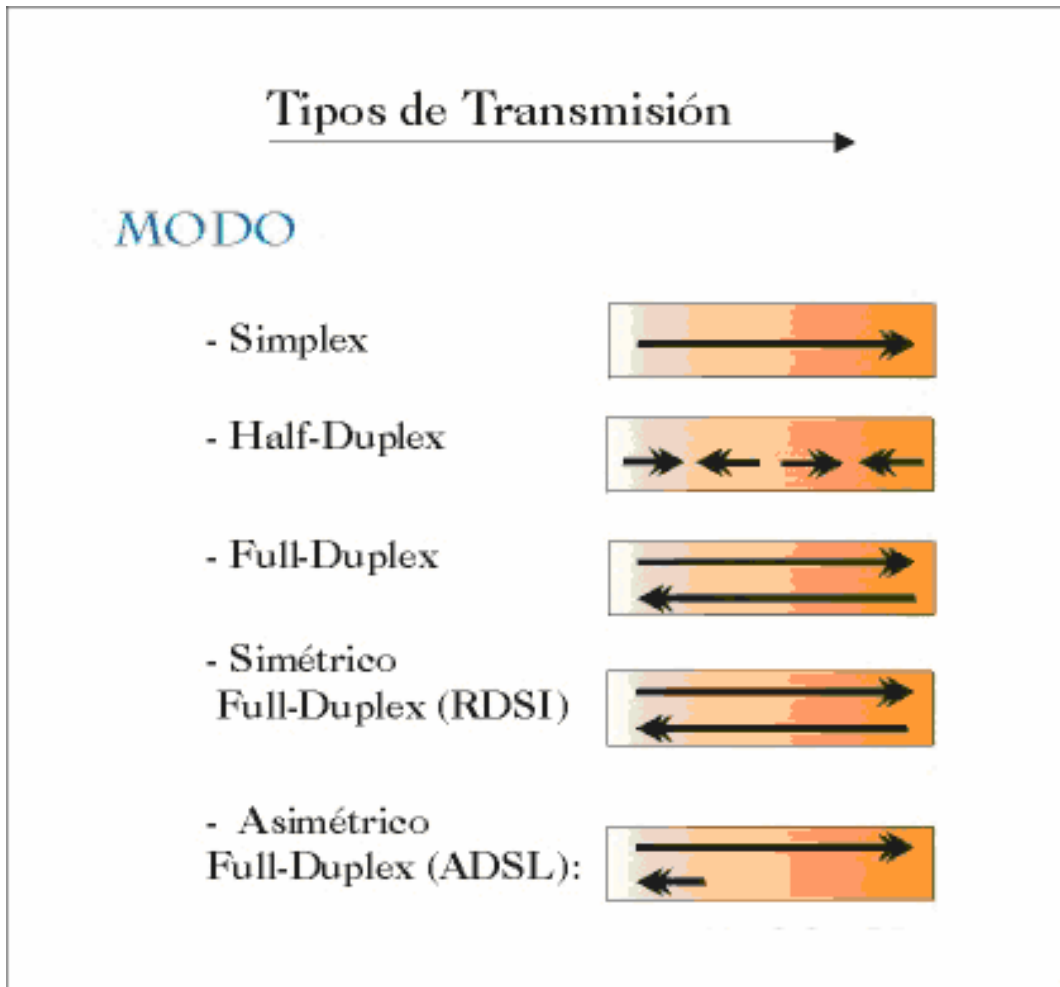 Tipos de Transmisión
MODO
- Simplex
- Half-Duplex
- Full-Duplex
- Simétrico
Full-Duplex (RDSI)
- Asimétrico
Full-Duplex (ADSL):